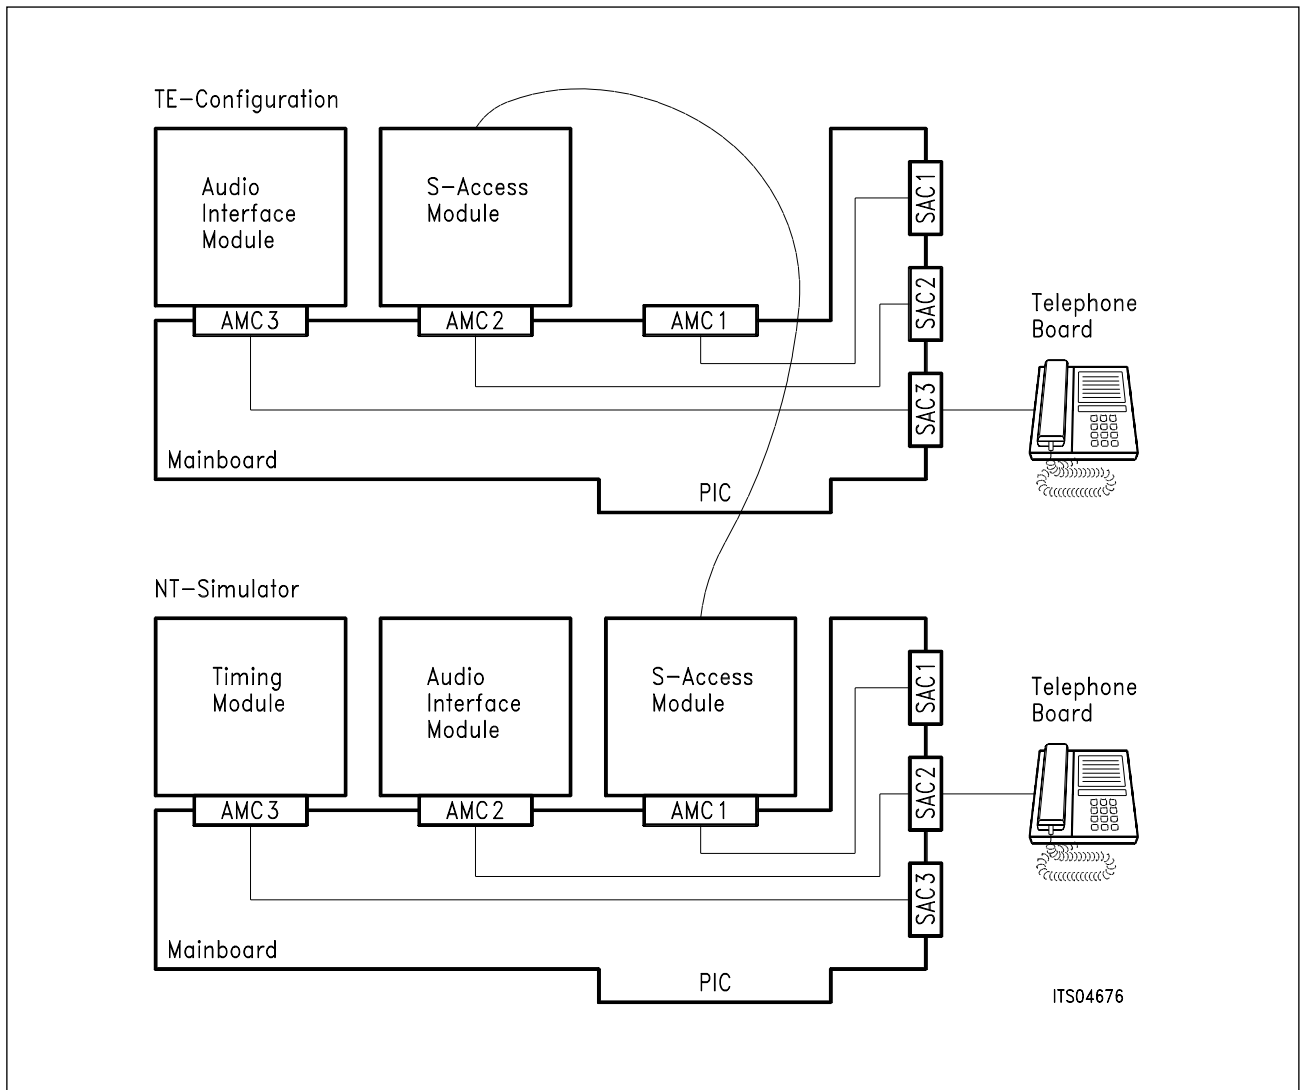 TE-Configuration
Audio
Interface
Module
S-Access
Module
SAC1
SAC2
SAC3
AMC3
AMC2
AMC1
Telephone
Board
Mainboard
PIC
NT-Simulator
Timing
Module
Audio
Interface
Module
S-Access
Module
SAC1
SAC2
SAC3
AMC3
AMC2
AMC1
Telephone
Board
Mainboard
PIC
ITS04676